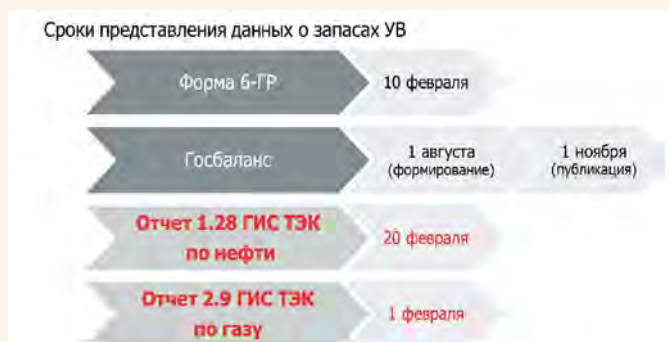 Сроки представления данных о запасах УВ
Форма 6-ГР
10 февраля
Госбаланс
1 августа
(формирование)
1 ноября
(публикация)
Отчет 1.28 ГИС ТЭК
по нефти
20 февраля
Отчет 2.9 ГИС ТЭК
по газу
1 февраля